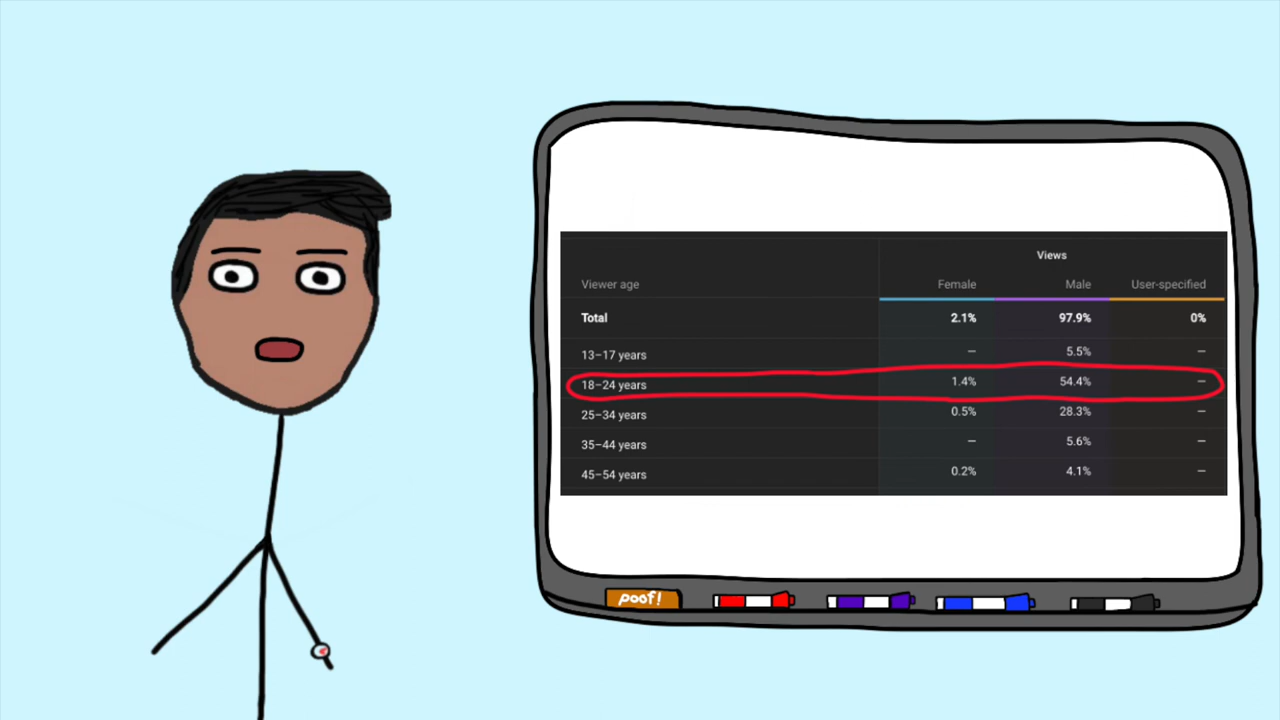 Views
Viewer age Female Male User-specified
Total 2.1% 97.9% 0%
13–17 years — 5.5% —
18–24 years 1.4% 54.4% —
25–34 years 0.5% 28.3% —
35–44 years — 5.6% —
45–54 years 0.2% 4.1% —
poof!